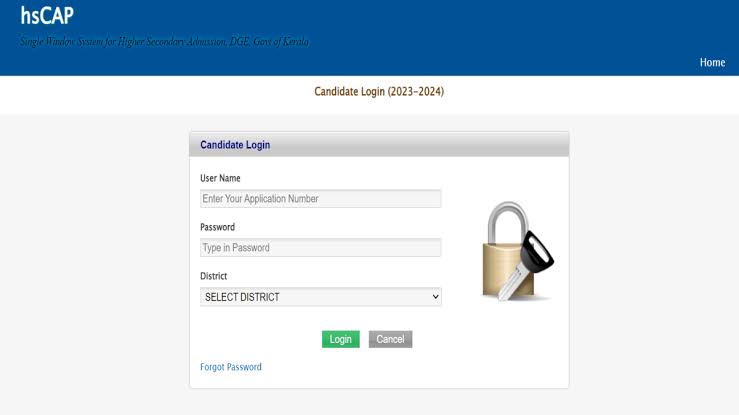 hsCAP
Single Window System for Higher Secondary Admission, DGE, Govt of Kerala
Home
Candidate Login (2023-2024)
Candidate Login
User Name
Enter Your Application Number
Password
Type in Password
District
SELECT DISTRICT
Login Cancel
Forgot Password